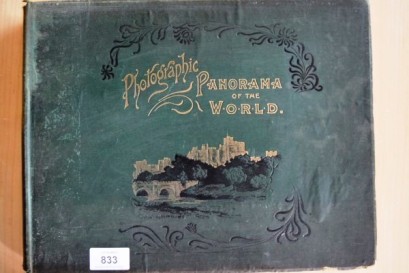 Photographic
PANORAMA
OF THE
WORLD.
833